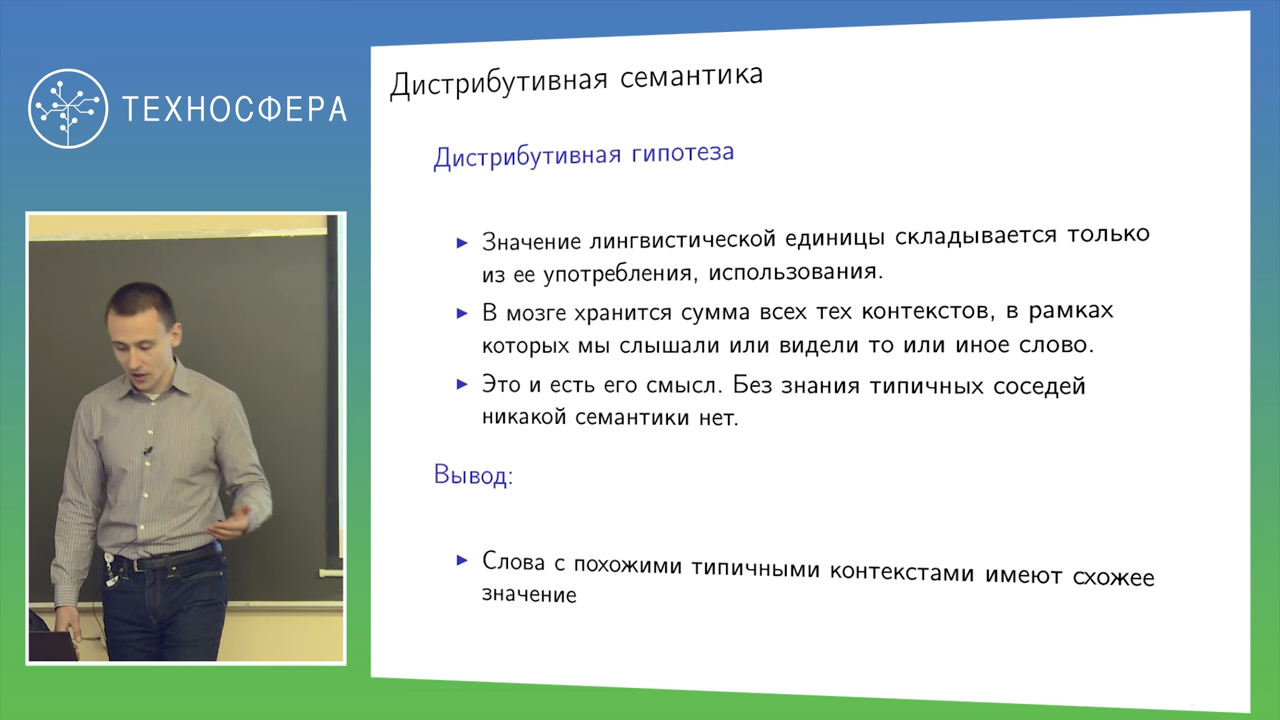 ТЕХНОСФЕРА
Дистрибутивная семантика
Дистрибутивная гипотеза
Значение лингвистической единицы складывается только
из ее употребления, использования.
В мозге хранится сумма всех тех контекстов, в рамках
которых мы слышали или видели то или иное слово.
Это и есть его смысл. Без знания типичных соседей
никакой семантики нет.
Вывод:
Слова с похожими типичными контекстами имеют схожее
значение